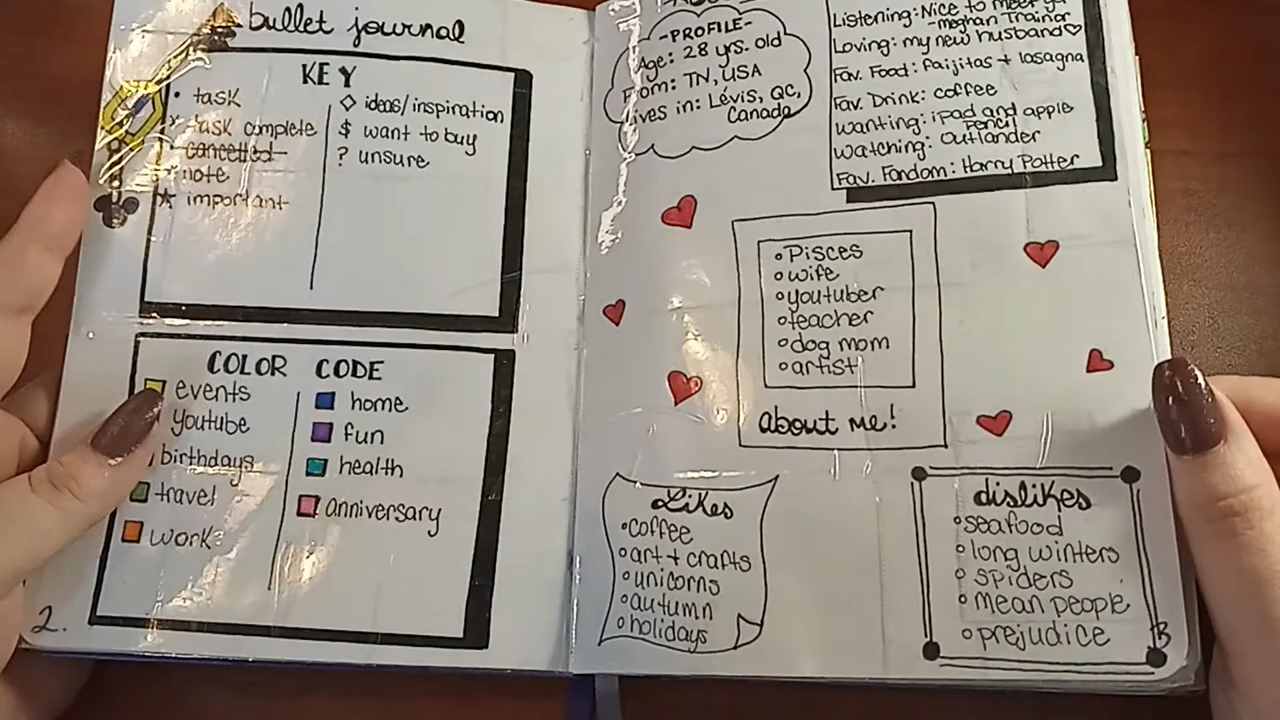 bullet journal
KEY
• task
x task complete
• cancelled
- note
★ important
◇ ideas/inspiration
$ want to buy
? unsure
COLOR CODE
events
youtube
birthdays
travel
work
home
fun
health
anniversary
2.
-PROFILE-
Age: 28 yrs. old
From: TN, USA
Lives in: Lévis, QC,
Canada
Listening: Nice to meet ya
-meghan Trainor
Loving: my new husband♡
Fav. Food: faijitas + lasagna
Fav. Drink: coffee
wanting: ipad and apple
pencil
watching: Outlander
Fav. Fandom: Harry Potter
• Pisces
• wife
• youtuber
• teacher
• dog mom
• artist
about me!
Likes
• coffee
• art + crafts
• unicorns
• autumn
• holidays
dislikes
• seafood
• long winters
• spiders
• mean people
• prejudice
3